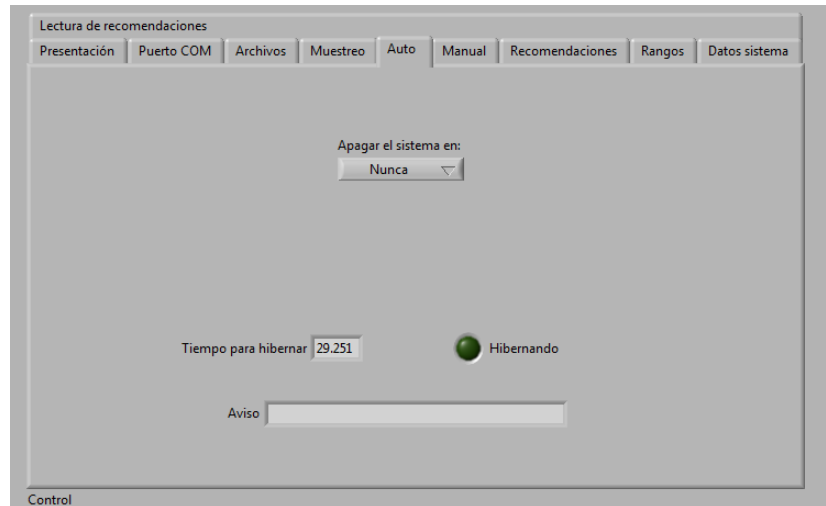 Lectura de recomendaciones
Presentación Puerto COM Archivos Muestreo Auto Manual Recomendaciones Rangos Datos sistema
Apagar el sistema en:
Nunca
Tiempo para hibernar 29.251 Hibernando
Aviso
Control